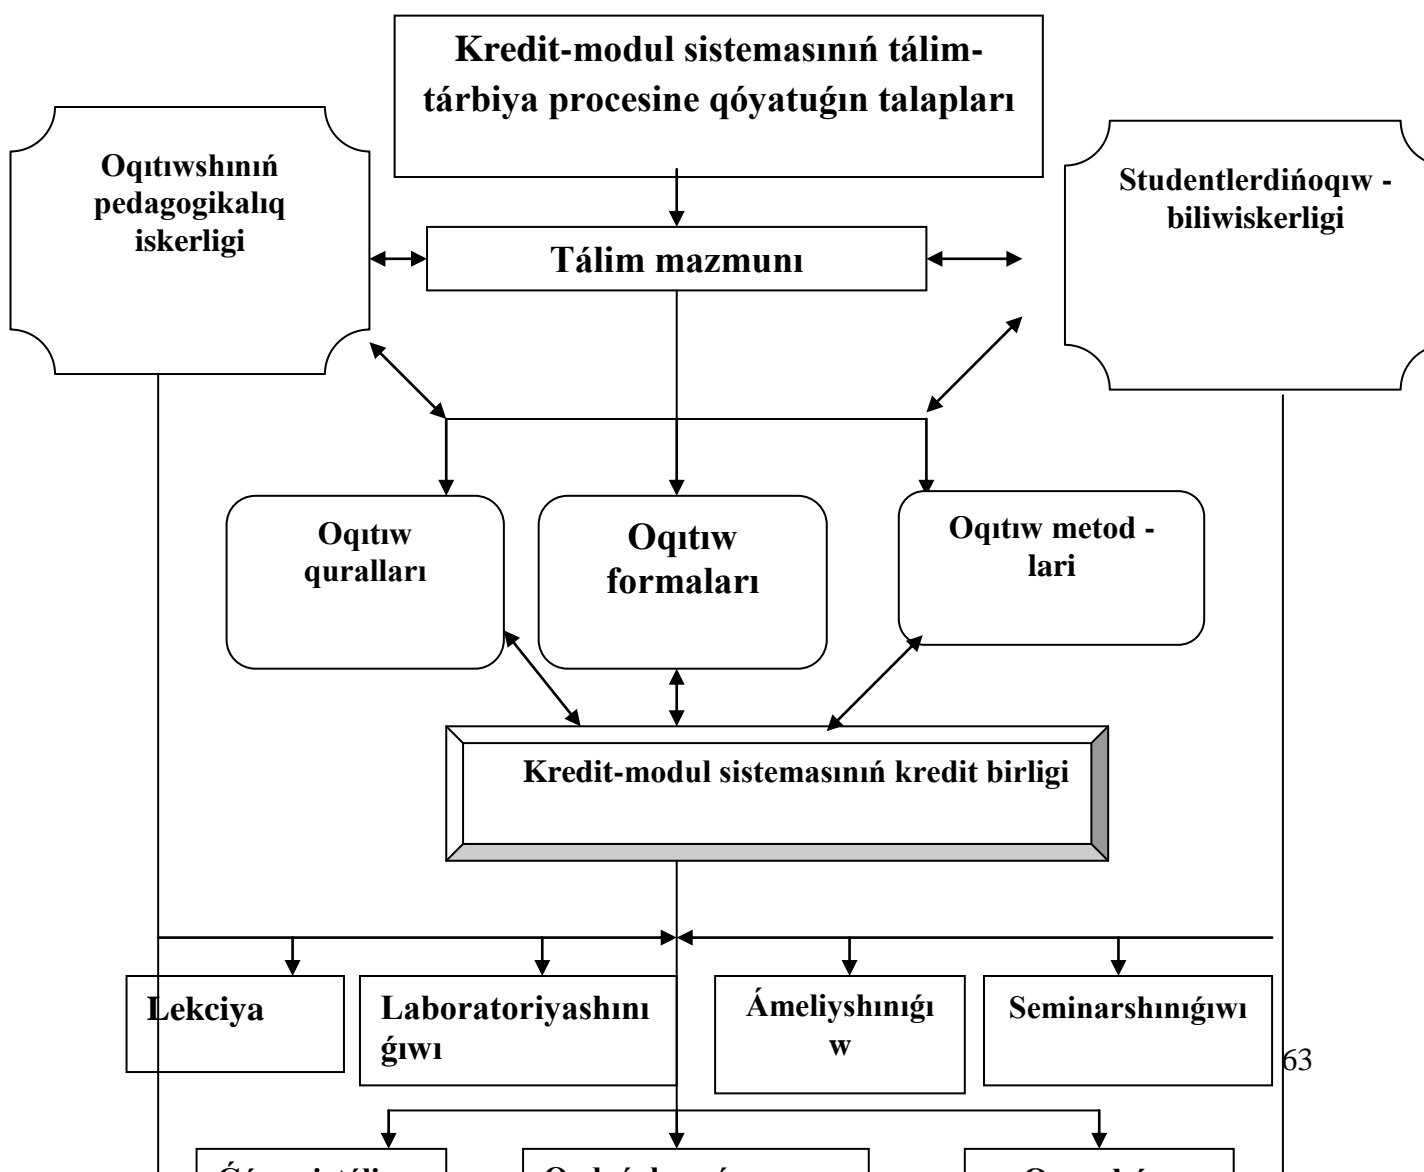 Kredit-modul sistemasınıń tálim-
tárbiya procesine qóyatuǵın talapları
Oqıtıwshınıń
pedagogikalıq
iskerligi
Studentlerdińoqıw -
biliwiskerligi
Tálim mazmunı
Oqıtıw
quralları
Oqıtıw
formaları
Oqıtıw metod -
lari
Kredit-modul sistemasınıń kredit birligi
Lekciya
Laboratoriyashını
ǵıwı
Ámeliyshınıǵı
w
Seminarshınıǵıwı
63